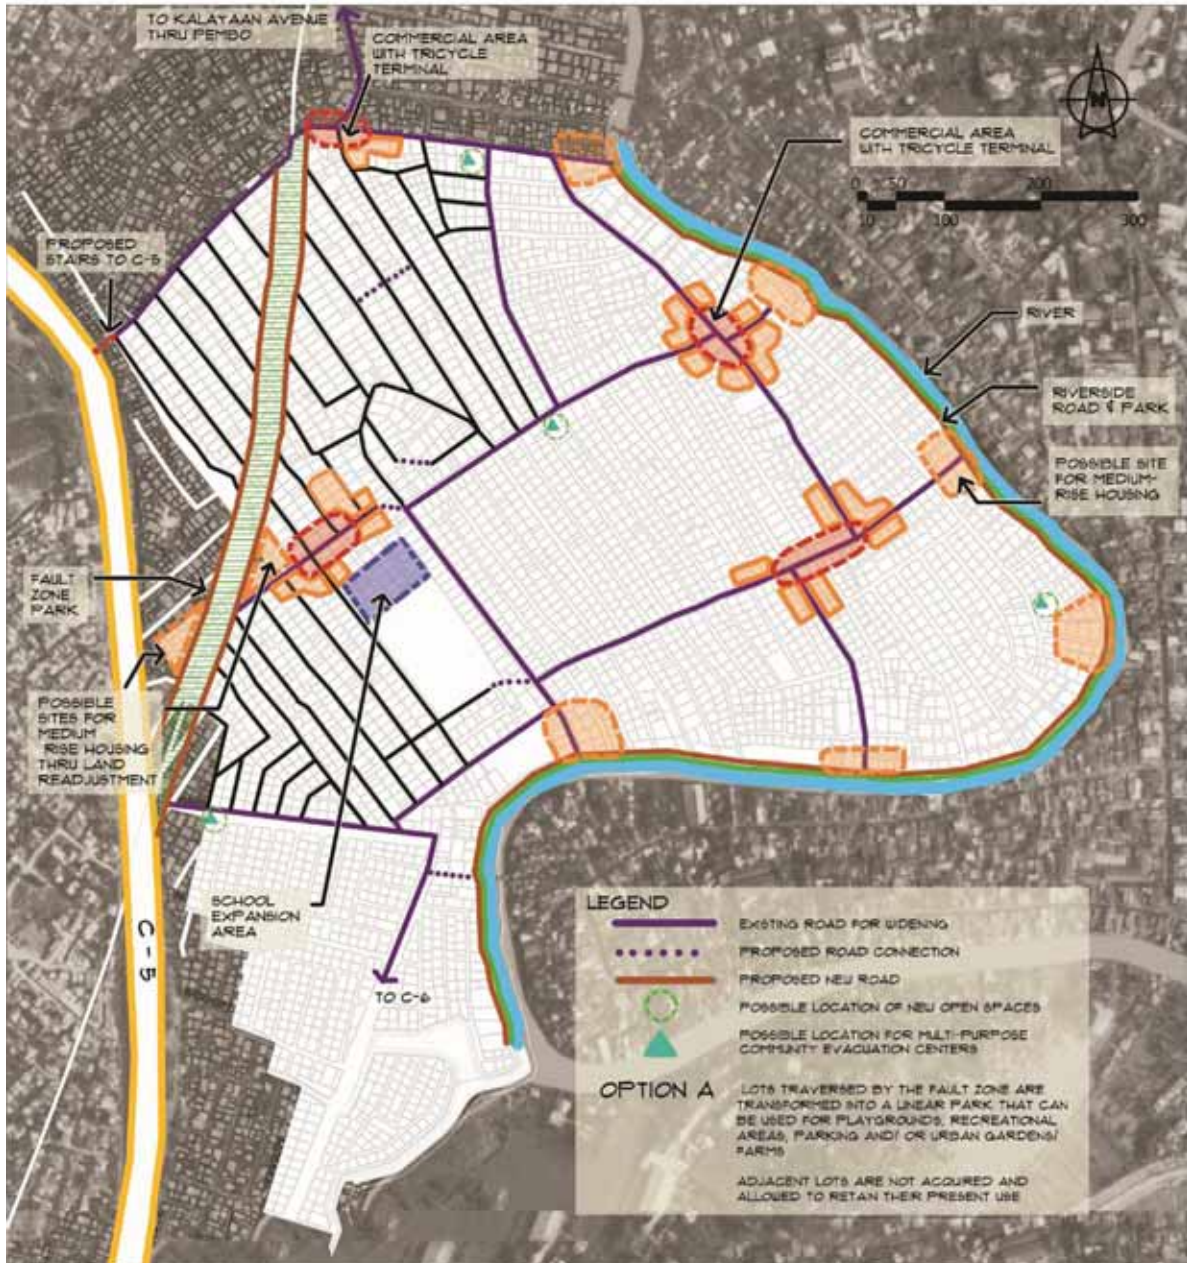 TO KALAYAAN AVENUE
THRU PEMBO
COMMERCIAL AREA
WITH TRICYCLE
TERMINAL
N
COMMERCIAL AREA
WITH TRICYCLE TERMINAL
0 50 200
10 100 300
PROPOSED
STAIRS TO C-5
RIVER
RIVERSIDE
ROAD & PARK
POSSIBLE SITE
FOR MEDIUM-
RISE HOUSING
FAULT
ZONE
PARK
POSSIBLE
SITES FOR
MEDIUM
RISE HOUSING
THRU LAND
READJUSTMENT
SCHOOL
EXPANSION
AREA
C-5
TO C-6
LEGEND
EXISTING ROAD FOR WIDENING
PROPOSED ROAD CONNECTION
PROPOSED NEW ROAD
POSSIBLE LOCATION OF NEW OPEN SPACES
POSSIBLE LOCATION FOR MULTI-PURPOSE
COMMUNITY EVACUATION CENTERS
OPTION A
LOTS TRAVERSED BY THE FAULT ZONE ARE
TRANSFORMED INTO A LINEAR PARK THAT CAN
BE USED FOR PLAYGROUNDS, RECREATIONAL
AREAS, PARKING AND/ OR URBAN GARDENS/
FARMS
ADJACENT LOTS ARE NOT ACQUIRED AND
ALLOWED TO RETAIN THEIR PRESENT USE